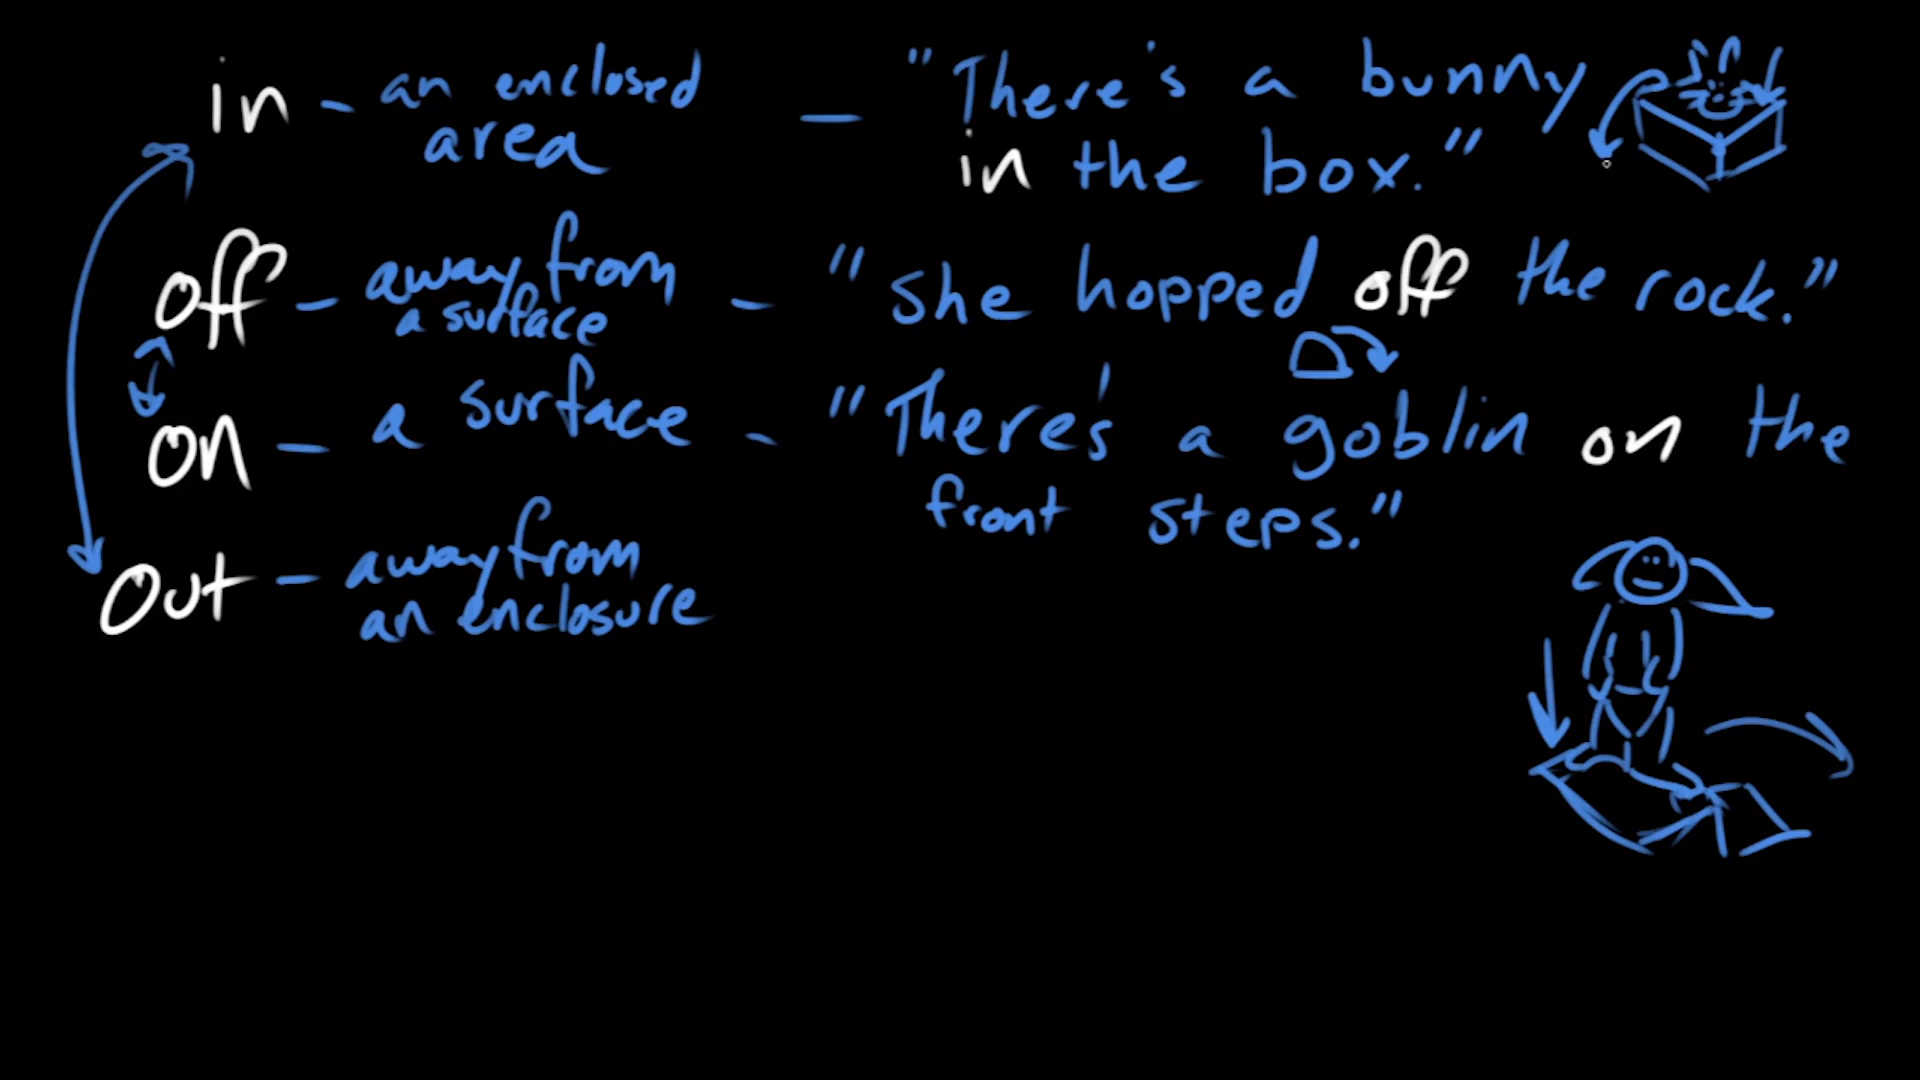 in - an enclosed area - "There's a bunny
in the box."
off - away from a surface - "She hopped off the rock."
on - a surface - "There's a goblin on the
front steps."
out - away from an enclosure